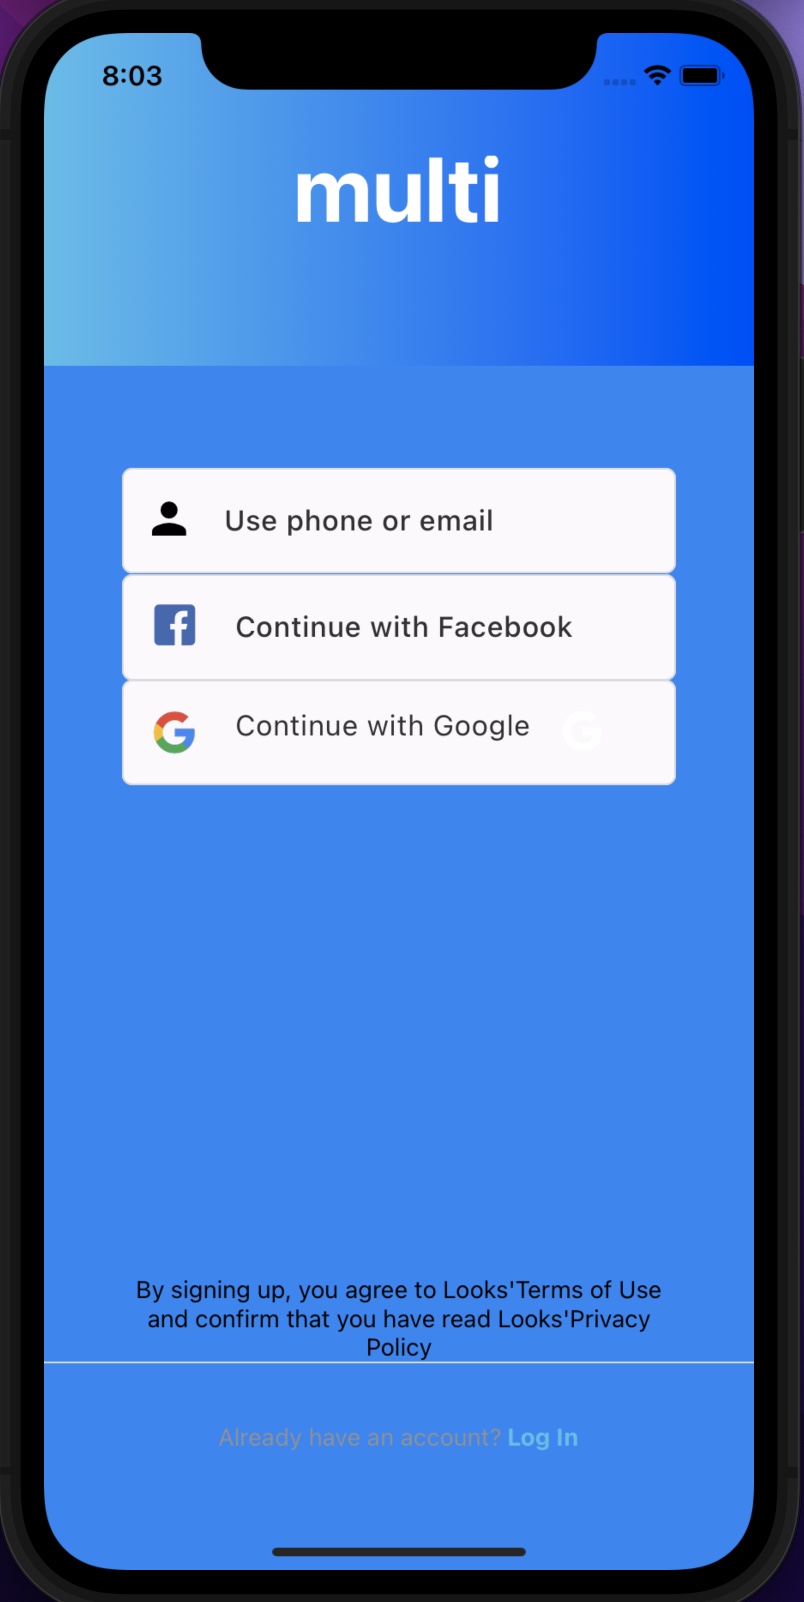 8:03
multi
Use phone or email
Continue with Facebook
Continue with Google
By signing up, you agree to Looks'Terms of Use
and confirm that you have read Looks'Privacy
Policy
Already have an account? Log In